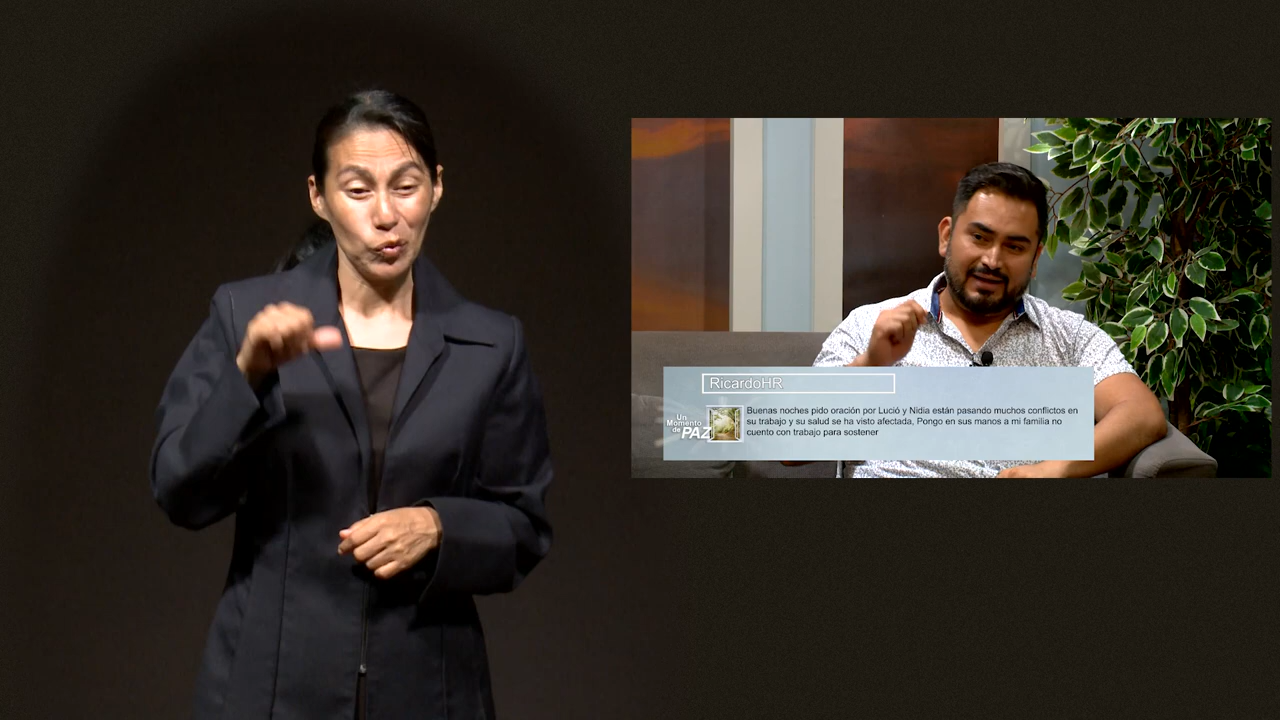 RicardoHR
Un
Momento
de PAZ
Buenas noches pido oración por Lució y Nidia están pasando muchos conflictos en
su trabajo y su salud se ha visto afectada, Pongo en sus manos a mi familia no
cuento con trabajo para sostener